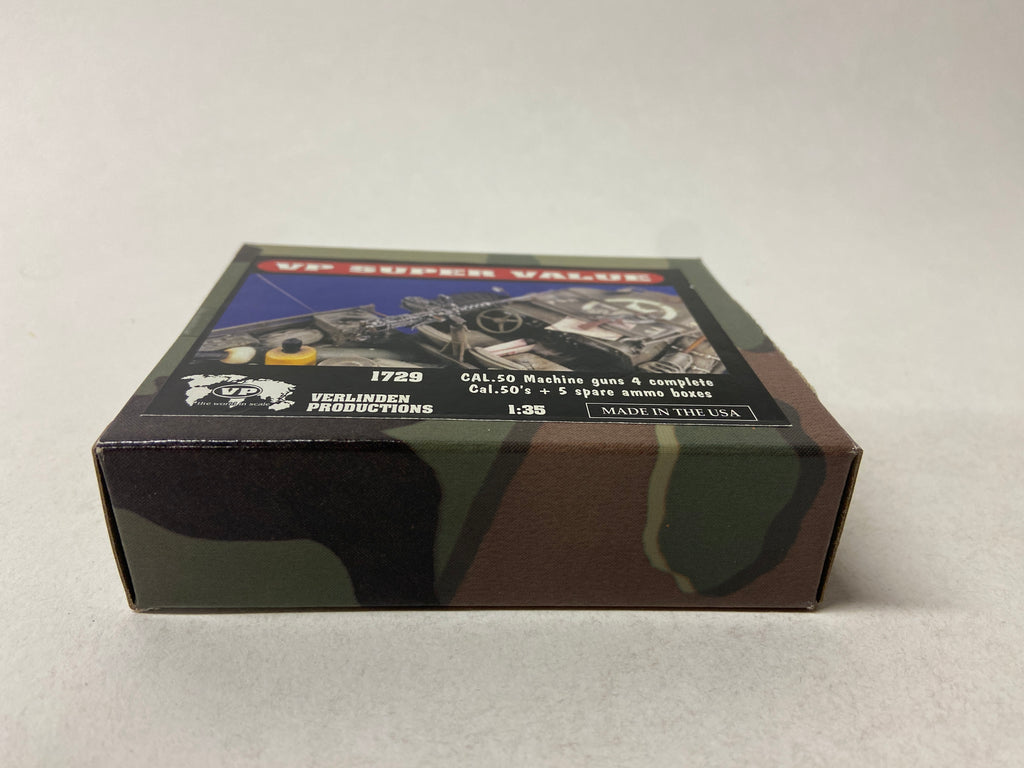 VP SUPER VALUE
1729
CAL.50 Machine guns 4 complete
Cal.50's + 5 spare ammo boxes
VP
the world in scale
VERLINDEN
PRODUCTIONS
1:35
MADE IN THE USA